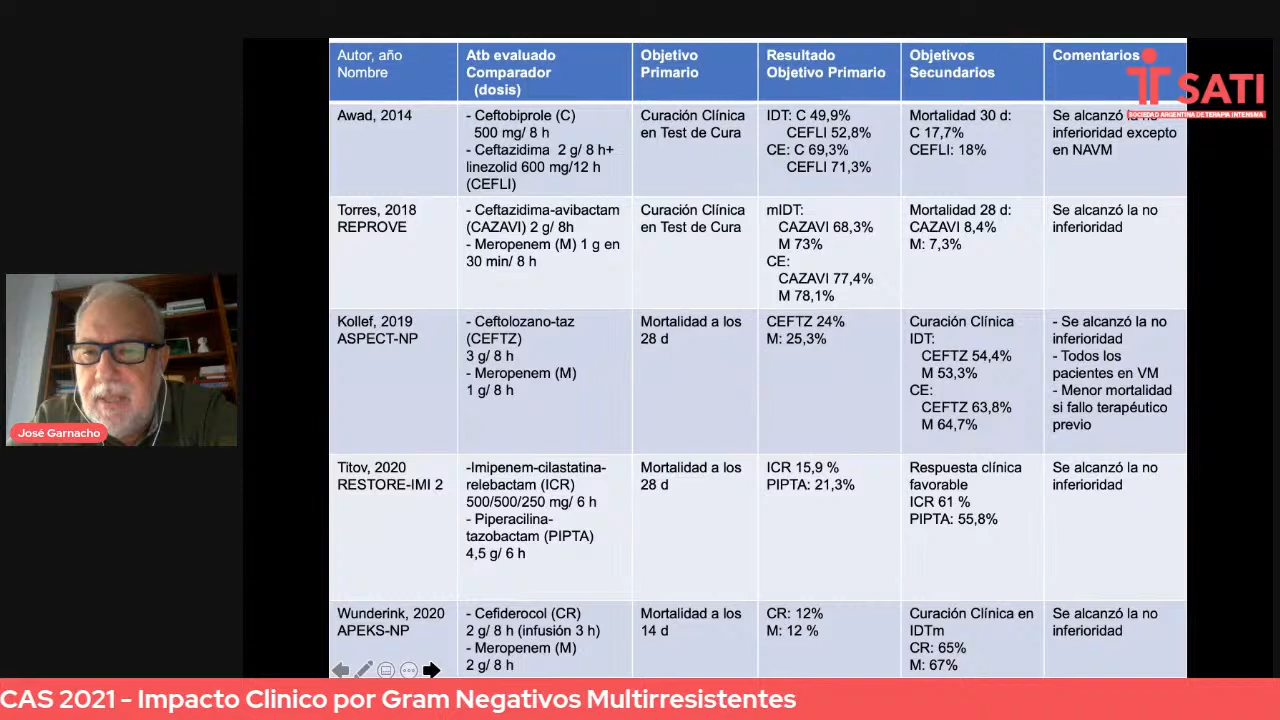 Autor, año
Nombre
Atb evaluado
Comparador
(dosis)
Objetivo
Primario
Resultado
Objetivo Primario
Objetivos
Secundarios
Comentarios
SATI
SOCIEDAD ARGENTINA DE TERAPIA INTENSIVA
Awad, 2014
- Ceftobiprole (C)
500 mg/ 8 h
- Ceftazidima 2 g/ 8 h+
linezolid 600 mg/12 h
(CEFLI)
Curación Clínica
en Test de Cura
IDT: C 49,9%
CEFLI 52,8%
CE: C 69,3%
CEFLI 71,3%
Mortalidad 30 d:
C 17,7%
CEFLI: 18%
Se alcanzó la no
inferioridad excepto
en NAVM
Torres, 2018
REPROVE
- Ceftazidima-avibactam
(CAZAVI) 2 g/ 8h
- Meropenem (M) 1 g en
30 min/ 8 h
Curación Clínica
en Test de Cura
mIDT:
CAZAVI 68,3%
M 73%
CE:
CAZAVI 77,4%
M 78,1%
Mortalidad 28 d:
CAZAVI 8,4%
M: 7,3%
Se alcanzó la no
inferioridad
Kollef, 2019
ASPECT-NP
- Ceftolozano-taz
(CEFTZ)
3 g/ 8 h
- Meropenem (M)
1 g/ 8 h
Mortalidad a los
28 d
CEFTZ 24%
M: 25,3%
Curación Clínica
IDT:
CEFTZ 54,4%
M 53,3%
CE:
CEFTZ 63,8%
M 64,7%
- Se alcanzó la no
inferioridad
- Todos los
pacientes en VM
- Menor mortalidad
si fallo terapéutico
previo
Titov, 2020
RESTORE-IMI 2
-Imipenem-cilastatina-
relebactam (ICR)
500/500/250 mg/ 6 h
- Piperacilina-
tazobactam (PIPTA)
4,5 g/ 6 h
Mortalidad a los
28 d
ICR 15,9 %
PIPTA: 21,3%
Respuesta clínica
favorable
ICR 61 %
PIPTA: 55,8%
Se alcanzó la no
inferioridad
Wunderink, 2020
APEKS-NP
- Cefiderocol (CR)
2 g/ 8 h (infusión 3 h)
- Meropenem (M)
2 g/ 8 h
Mortalidad a los
14 d
CR: 12%
M: 12 %
Curación Clínica en
IDTm
CR: 65%
M: 67%
Se alcanzó la no
inferioridad
José Garnacho
CAS 2021 - Impacto Clinico por Gram Negativos Multirresistentes